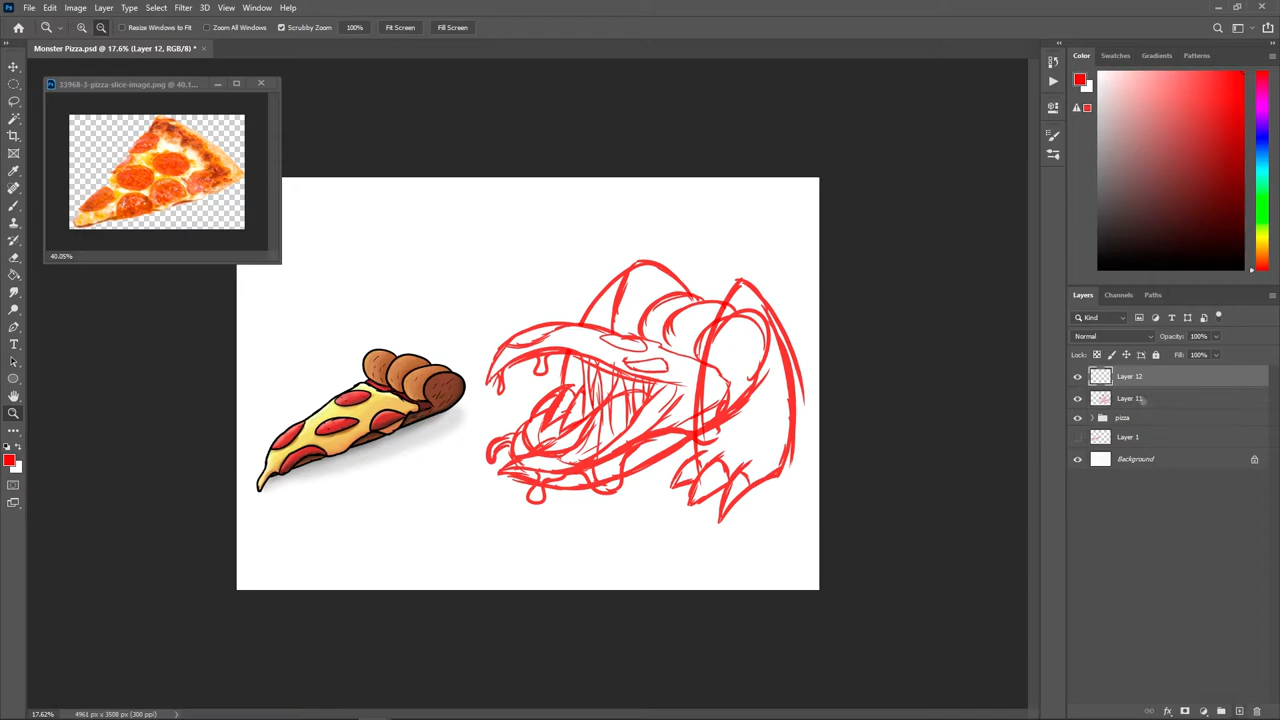 File Edit Image Layer Type Select Filter 3D View Window Help
Resize Windows to Fit Zoom All Windows Scrubby Zoom 100% Fit Screen Fill Screen
Monster Pizza.psd @ 17.6% (Layer 12, RGB/8) *
Color Swatches Gradients Patterns
33968-3-pizza-slice-image.png @ 40.1...
40.05%
Layers Channels Paths
Kind
Normal Opacity: 100%
Lock: Fill: 100%
Layer 12
Layer 11
pizza
Layer 1
Background
17.62% 4961 px x 3508 px (300 ppi)